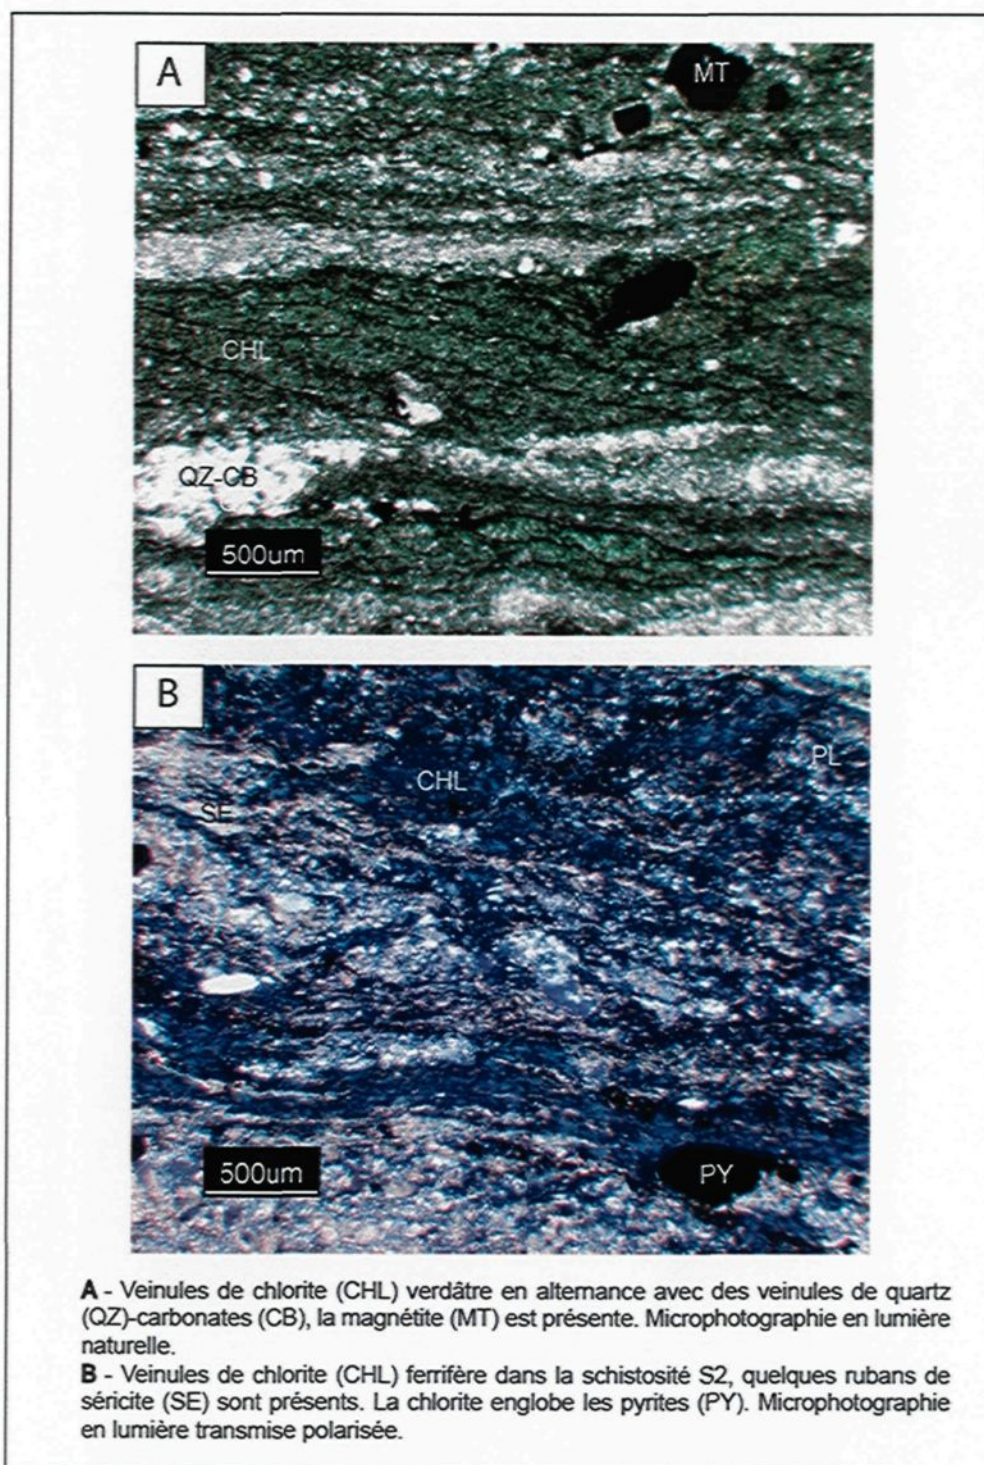 A
MT
CHL
QZ-CB
500um
B
CHL
PL
SE
500um
PY
A - Veinules de chlorite (CHL) verdâtre en alternance avec des veinules de quartz
(QZ)-carbonates (CB), la magnétite (MT) est présente. Microphotographie en lumière
naturelle.
B - Veinules de chlorite (CHL) ferrifère dans la schistosité S2, quelques rubans de
séricite (SE) sont présents. La chlorite englobe les pyrites (PY). Microphotographie
en lumière transmise polarisée.